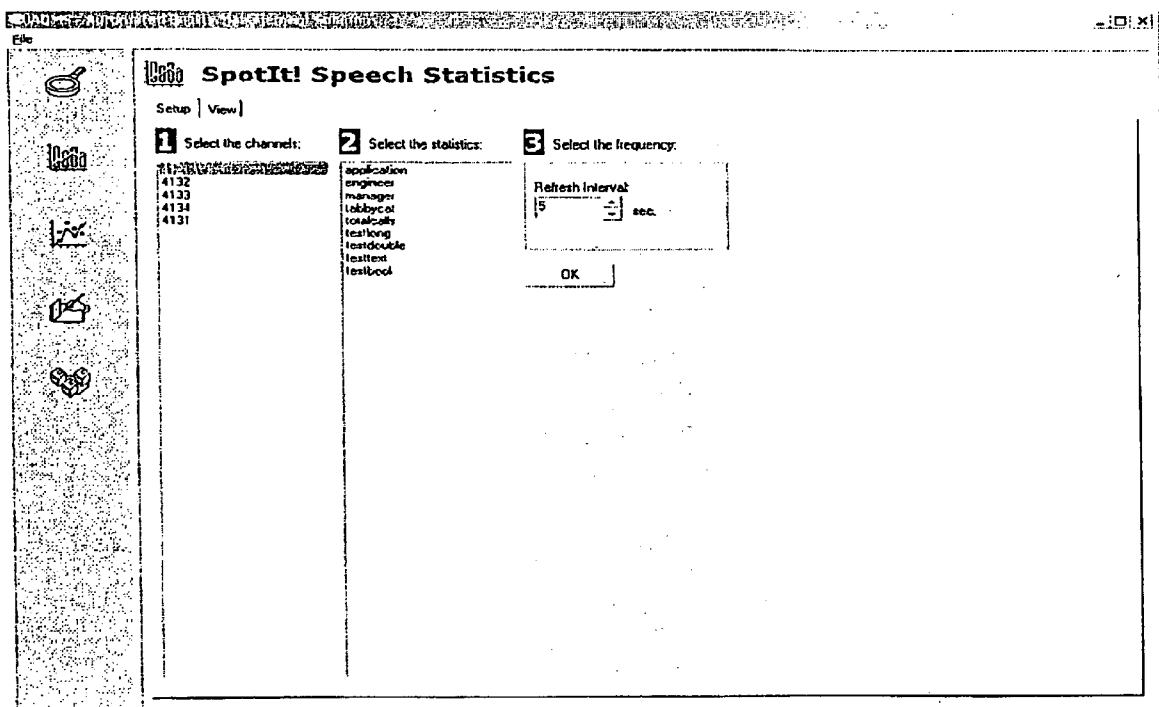 File
SpotIt! Speech Statistics
Setup View
1 Select the channels:
4132
4133
4134
4131
2 Select the statistics:
application
engineer
manager
tabbycat
totalcalls
testlong
testdouble
testtext
testbool
3 Select the frequency:
Refresh Interval:
5 sec.
OK